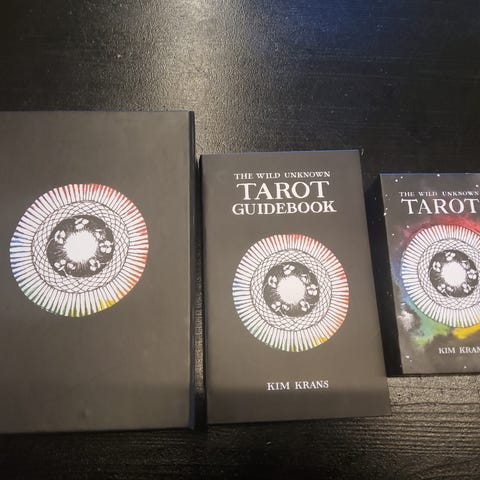 THE WILD UNKNOWN
TAROT
GUIDEBOOK
KIM KRANS
THE WILD UNKNOWN
TAROT
KIM KRANS